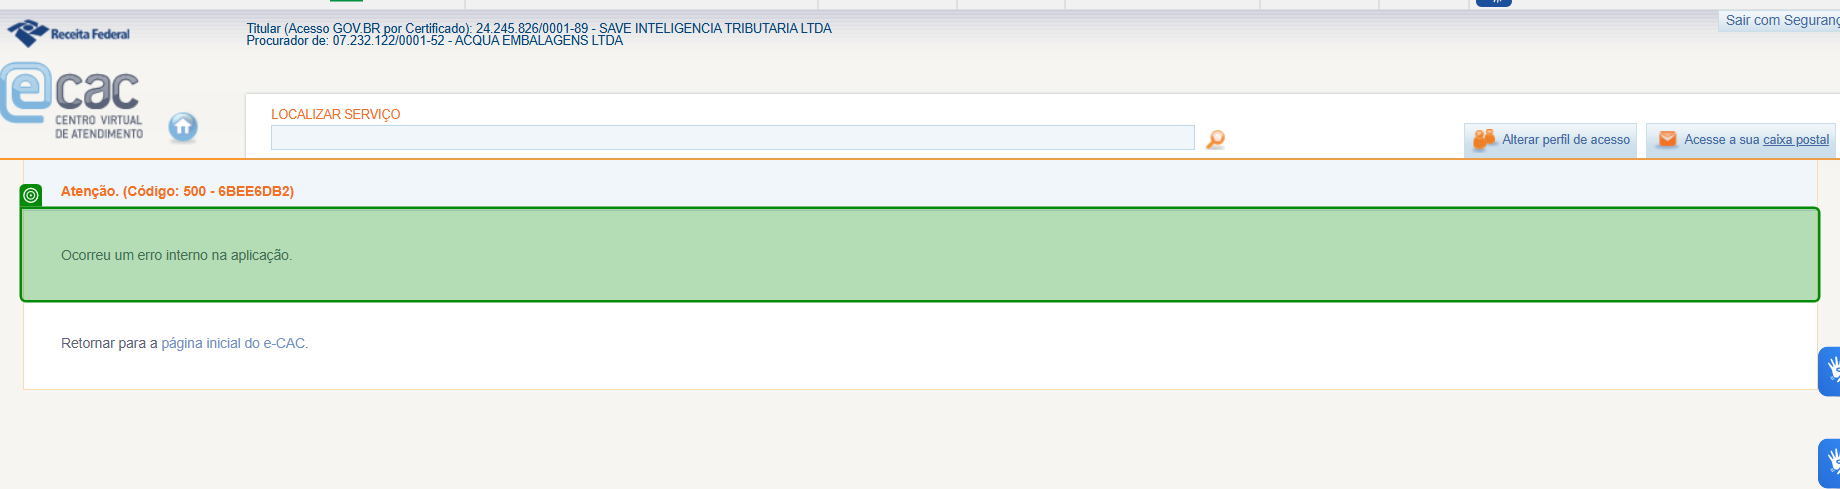 Receita Federal
Titular (Acesso GOV.BR por Certificado): 24.245.826/0001-89 - SAVE INTELIGENCIA TRIBUTARIA LTDA
Procurador de: 07.232.122/0001-52 - ACQUA EMBALAGENS LTDA
Sair com Seguranç
ecac
CENTRO VIRTUAL
DE ATENDIMENTO
LOCALIZAR SERVIÇO
Alterar perfil de acesso
Acesse a sua caixa postal
Atenção. (Código: 500 - 6BEE6DB2)
Ocorreu um erro interno na aplicação.
Retornar para a página inicial do e-CAC.